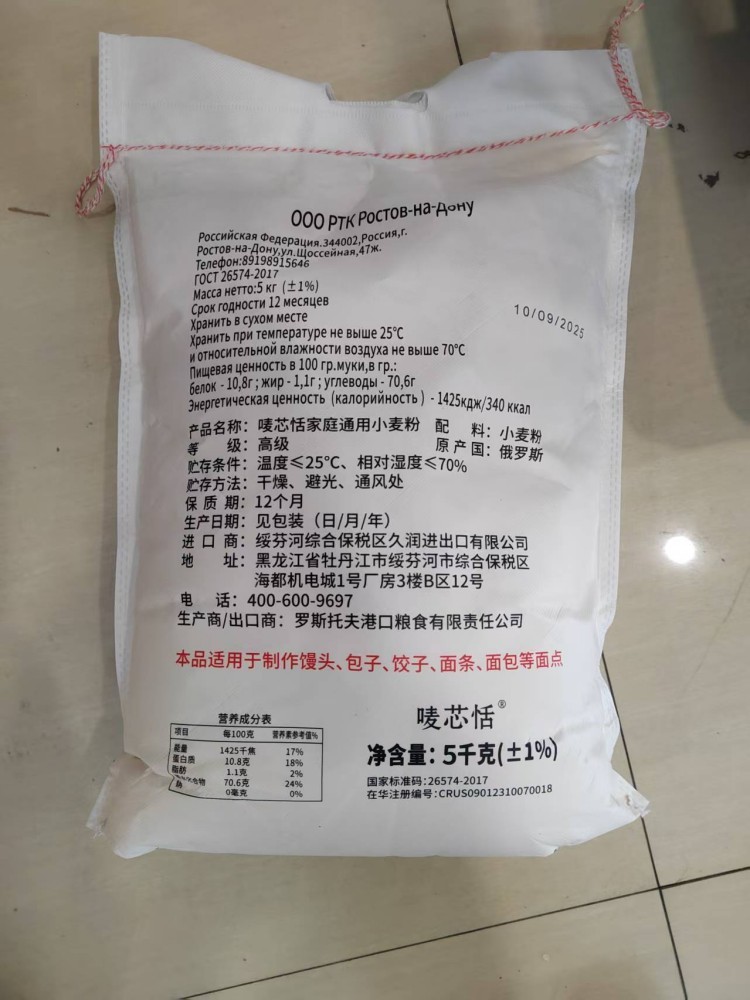 ООО РТК Ростов-на-Дону
Российская Федерация.344002,Россия,г.
Ростов-на-Дону,ул.Щоссейная,47ж.
Телефон:89198915646
ГОСТ 26574-2017
Масса нетто:5 кг (±1%)
Срок годности 12 месяцев
Хранить в сухом месте
Хранить при температуре не выше 25℃
и относительной влажности воздуха не выше 70℃
Пищевая ценность в 100 гр.муки,в гр.:
белок - 10,8г ; жир - 1,1г ; углеводы - 70,6г
Энергетическая ценность (калорийность) - 1425кдж/340 ккал
10/09/2025
产品名称：唛芯恬家庭通用小麦粉 配 料：小麦粉
等 级：高级 原产国：俄罗斯
贮存条件：温度≤25℃、相对湿度≤70%
贮存方法：干燥、避光、通风处
保 质 期：12个月
生产日期：见包装（日/月/年）
进 口 商：绥芬河综合保税区久润进出口有限公司
地 址：黑龙江省牡丹江市绥芬河市综合保税区
海都机电城1号厂房3楼B区12号
电 话：400-600-9697
生产商/出口商：罗斯托夫港口粮食有限责任公司
本品适用于制作馒头、包子、饺子、面条、面包等面点
营养成分表
项目 每100克 营养素参考值%
能量 1425千焦 17%
蛋白质 10.8克 18%
脂肪 1.1克 2%
化合物 70.6克 24%
钠 0毫克 0%
唛芯恬®
净含量：5千克(±1%)
国家标准码:26574-2017
在华注册编号:CRUS09012310070018